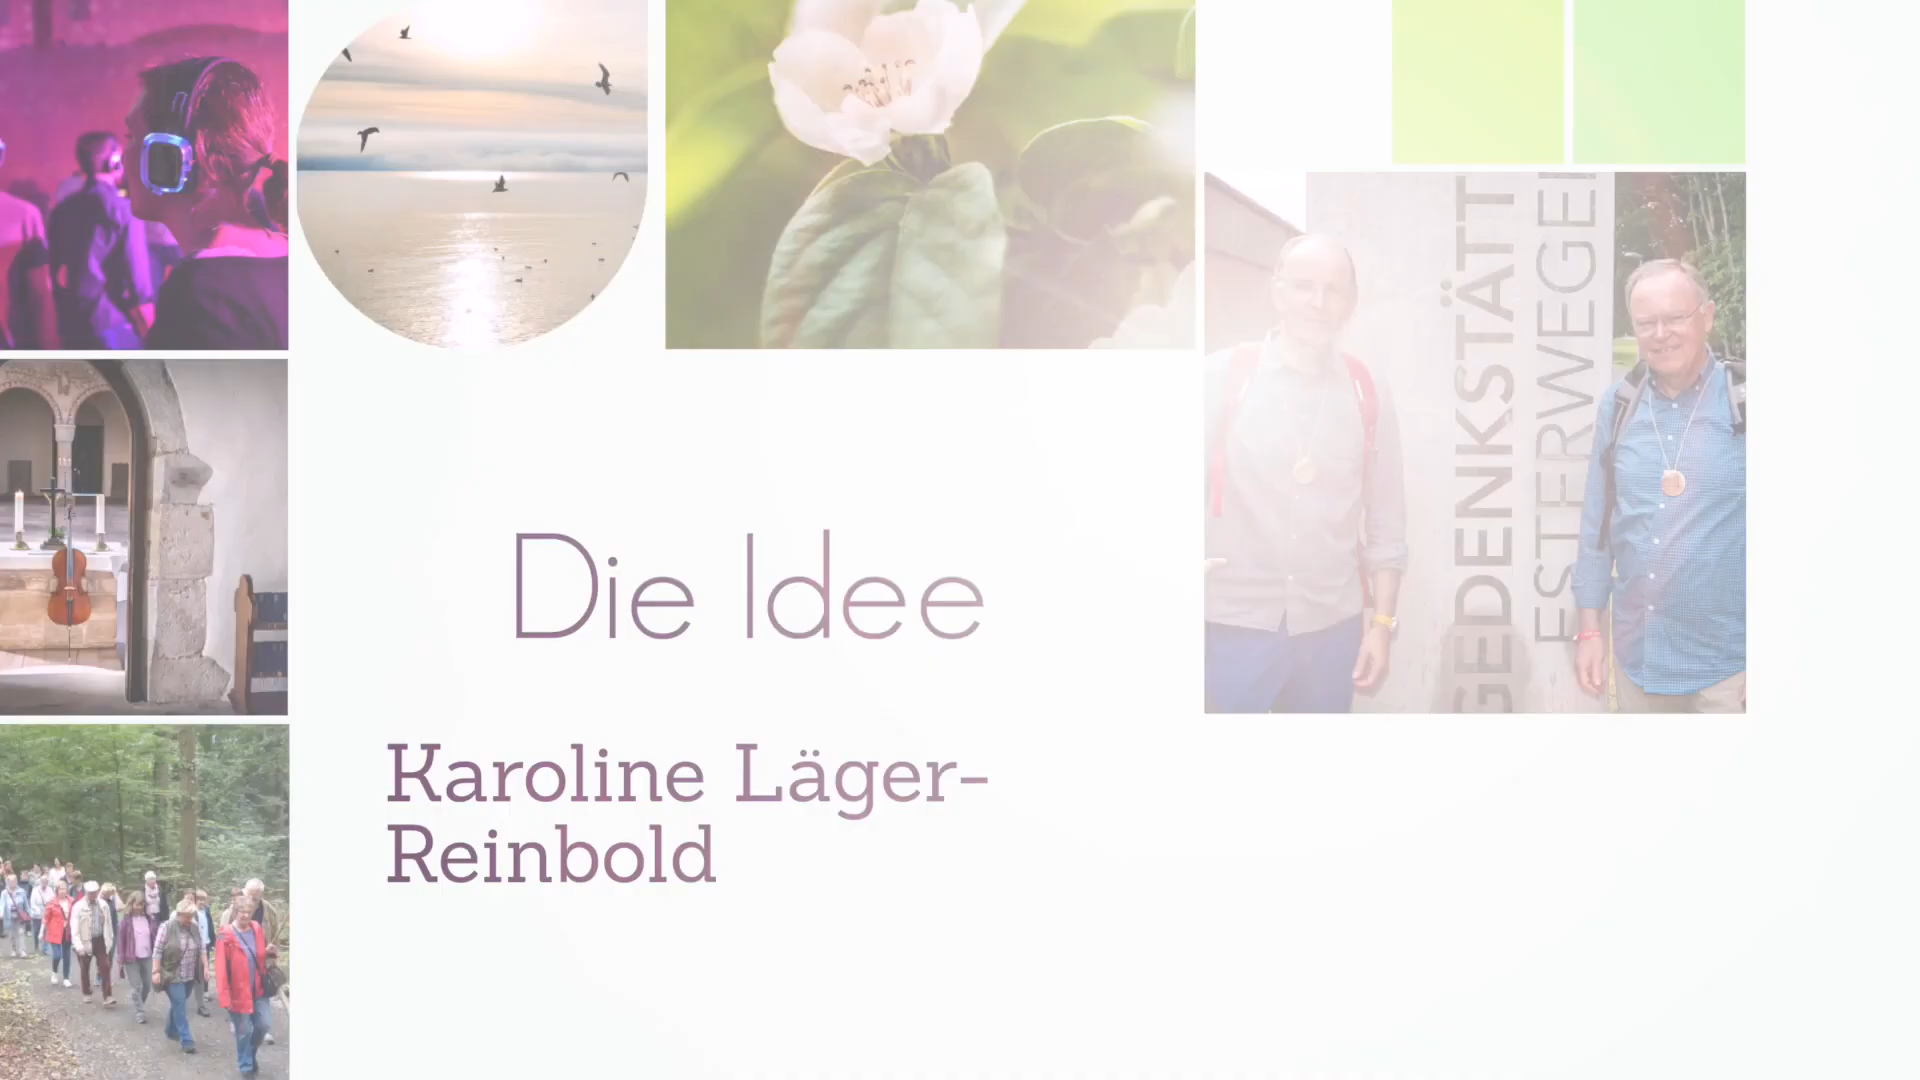 GEDENKSTÄTT
ESTERWEGE
Die Idee
Karoline Läger-
Reinbold